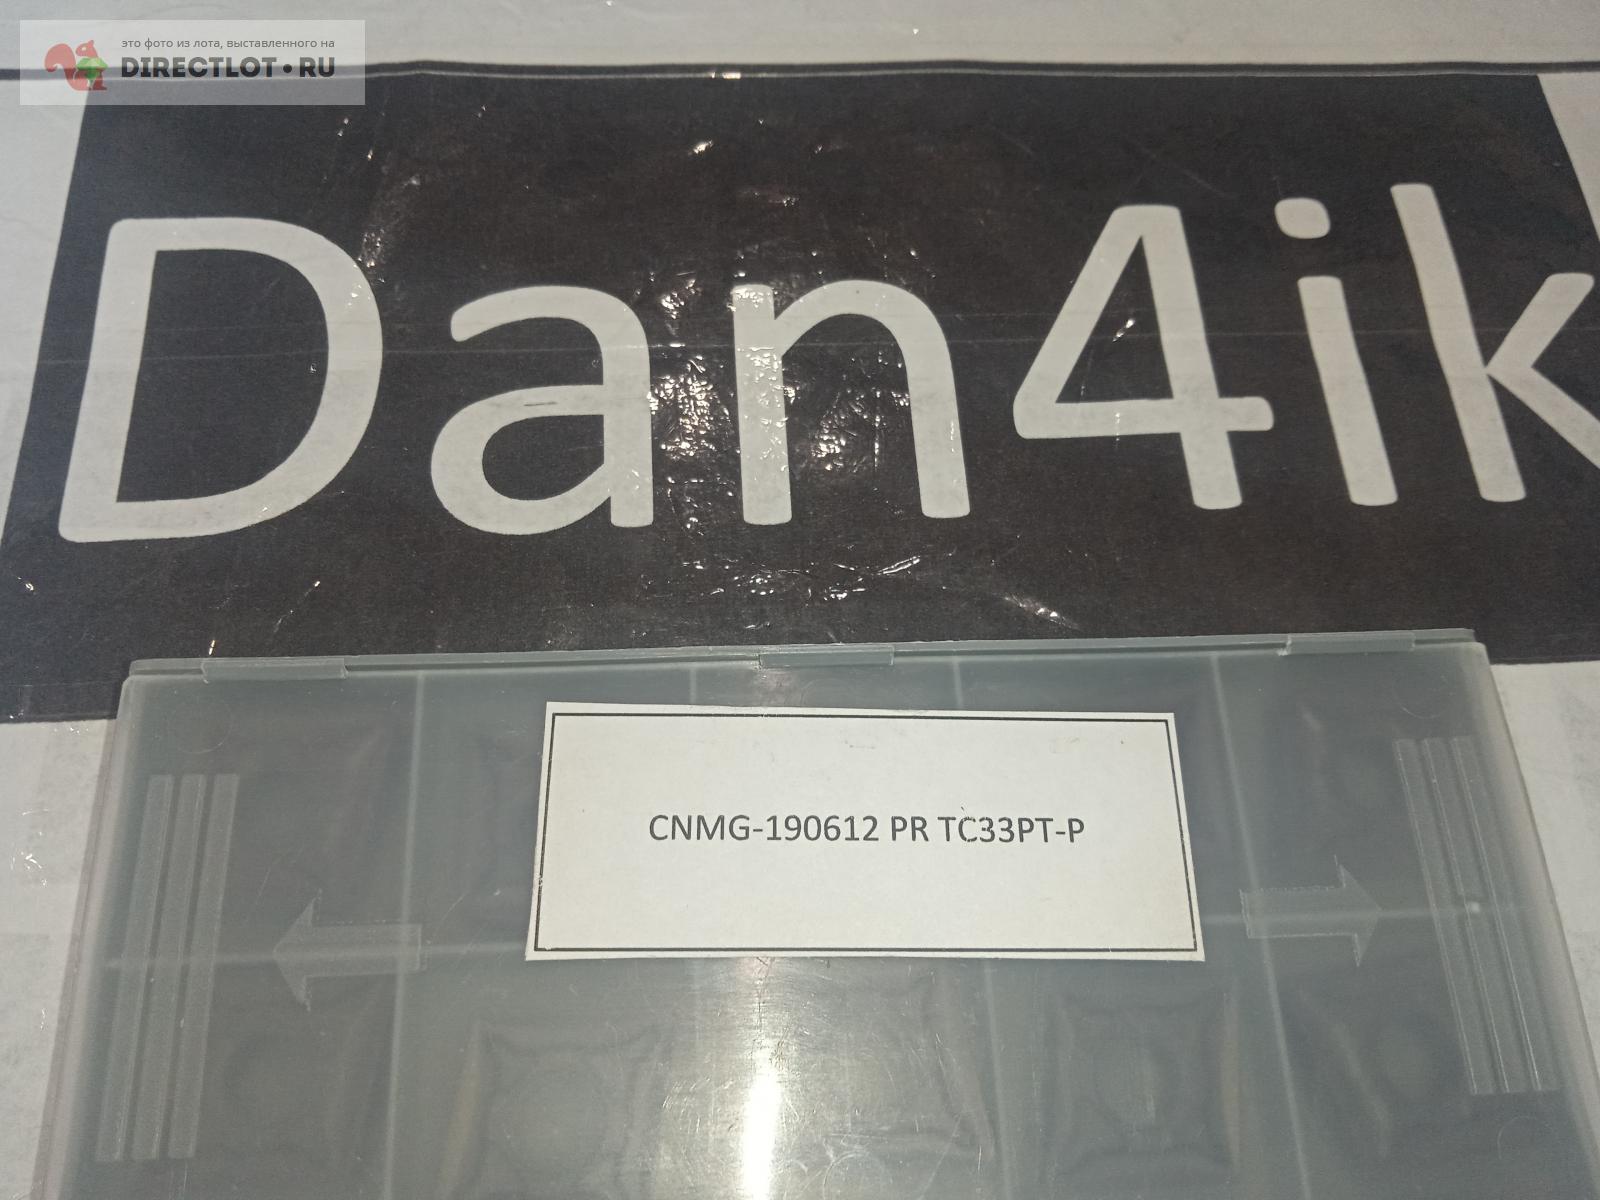 это фото из лота, выставленного на
DIRECTLOT•RU
Dan4ik
CNMG-190612 PR TC33PT-P